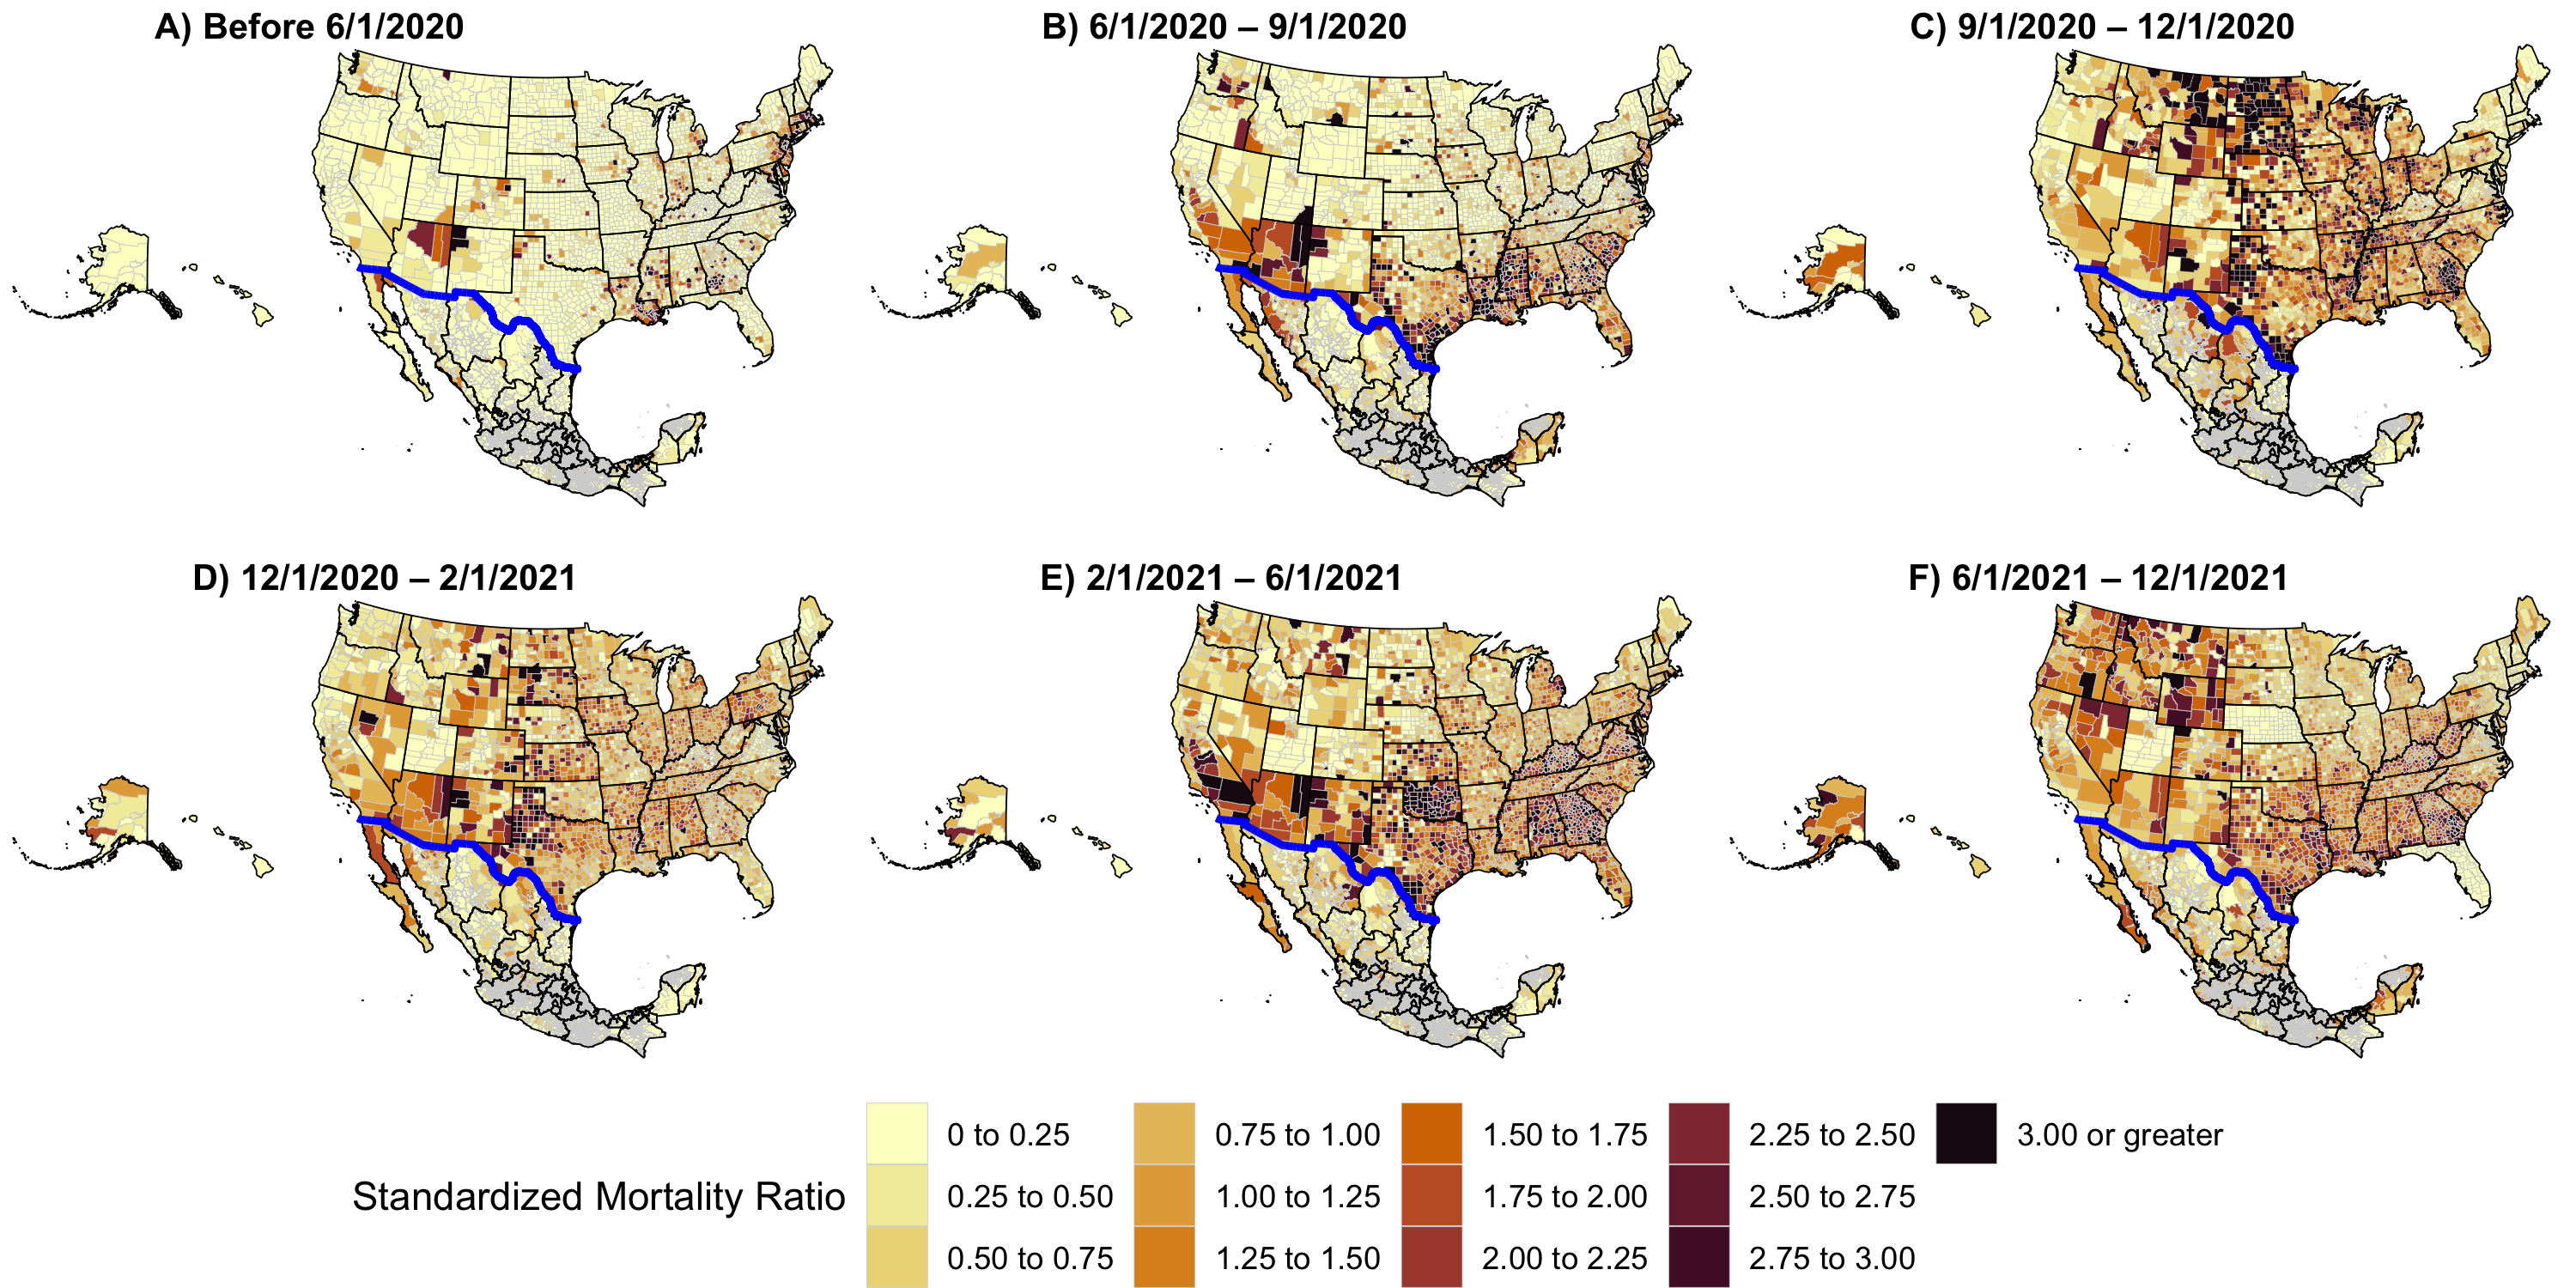 A) Before 6/1/2020
B) 6/1/2020 – 9/1/2020
C) 9/1/2020 – 12/1/2020
D) 12/1/2020 – 2/1/2021
E) 2/1/2021 – 6/1/2021
F) 6/1/2021 – 12/1/2021
Standardized Mortality Ratio
0 to 0.25
0.25 to 0.50
0.50 to 0.75
0.75 to 1.00
1.00 to 1.25
1.25 to 1.50
1.50 to 1.75
1.75 to 2.00
2.00 to 2.25
2.25 to 2.50
2.50 to 2.75
2.75 to 3.00
3.00 or greater